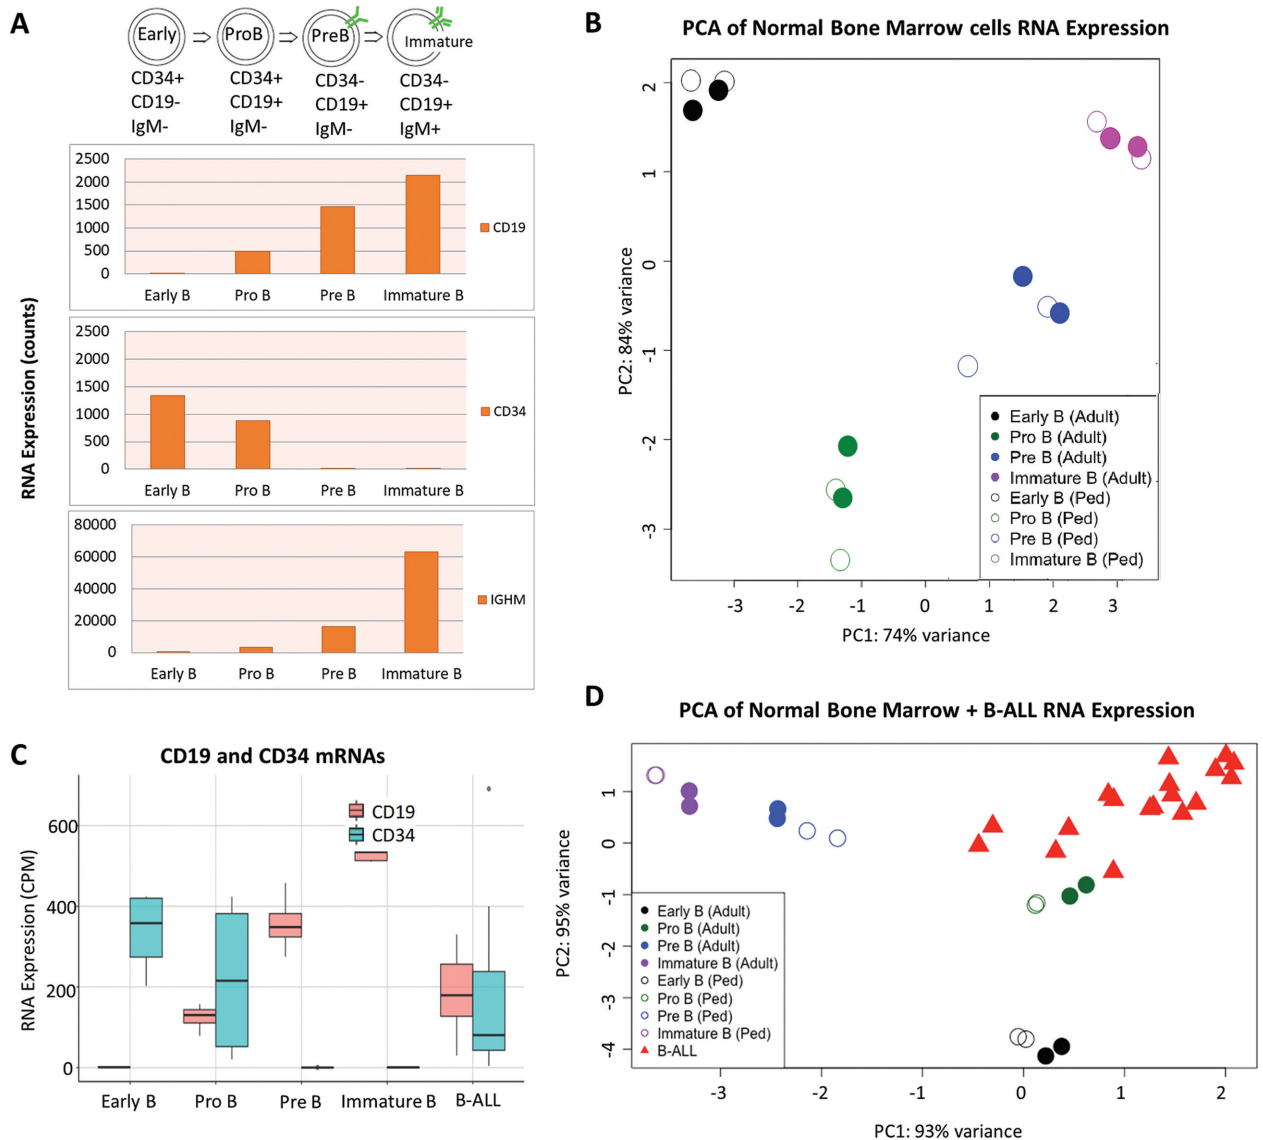 A
Early
ProB
PreB
Immature
CD34+
CD19-
IgM-
CD34+
CD19+
IgM-
CD34-
CD19+
IgM-
CD34-
CD19+
IgM+
RNA Expression (counts)
2500
2000
1500
1000
500
0
Early B Pro B Pre B Immature B
CD19
2500
2000
1500
1000
500
0
Early B Pro B Pre B Immature B
CD34
80000
60000
40000
20000
0
Early B Pro B Pre B Immature B
IGHM
B
PCA of Normal Bone Marrow cells RNA Expression
PC2: 84% variance
2
1
0
-1
-2
-3
-3 -2 -1 0 1 2 3
PC1: 74% variance
Early B (Adult)
Pro B (Adult)
Pre B (Adult)
Immature B (Adult)
Early B (Ped)
Pro B (Ped)
Pre B (Ped)
Immature B (Ped)
C
CD19 and CD34 mRNAs
RNA Expression (CPM)
600
400
200
0
CD19
CD34
Early B Pro B Pre B Immature B B-ALL
D
PCA of Normal Bone Marrow + B-ALL RNA Expression
PC2: 95% variance
1
0
-1
-2
-3
-4
Early B (Adult)
Pro B (Adult)
Pre B (Adult)
Immature B (Adult)
Early B (Ped)
Pro B (Ped)
Pre B (Ped)
Immature B (Ped)
B-ALL
-3 -2 -1 0 1 2
PC1: 93% variance